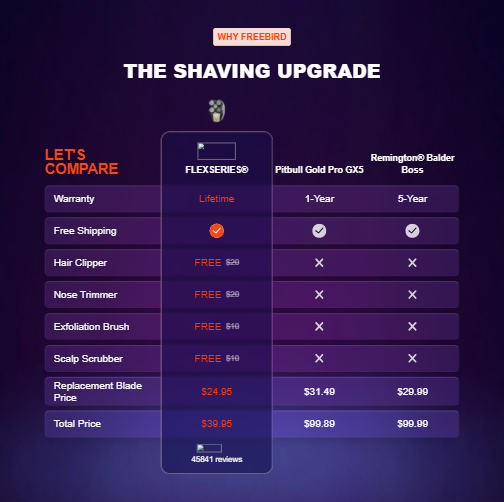 WHY FREEBIRD
THE SHAVING UPGRADE
LET'S
COMPARE
FLEXSERIES®
Pitbull Gold Pro GX5
Remington® Balder
Boss
Warranty Lifetime 1-Year 5-Year
Free Shipping
Hair Clipper FREE $20
Nose Trimmer FREE $20
Exfoliation Brush FREE $10
Scalp Scrubber FREE $10
Replacement Blade
Price $24.95 $31.49 $29.99
Total Price $39.95 $99.89 $99.99
45841 reviews